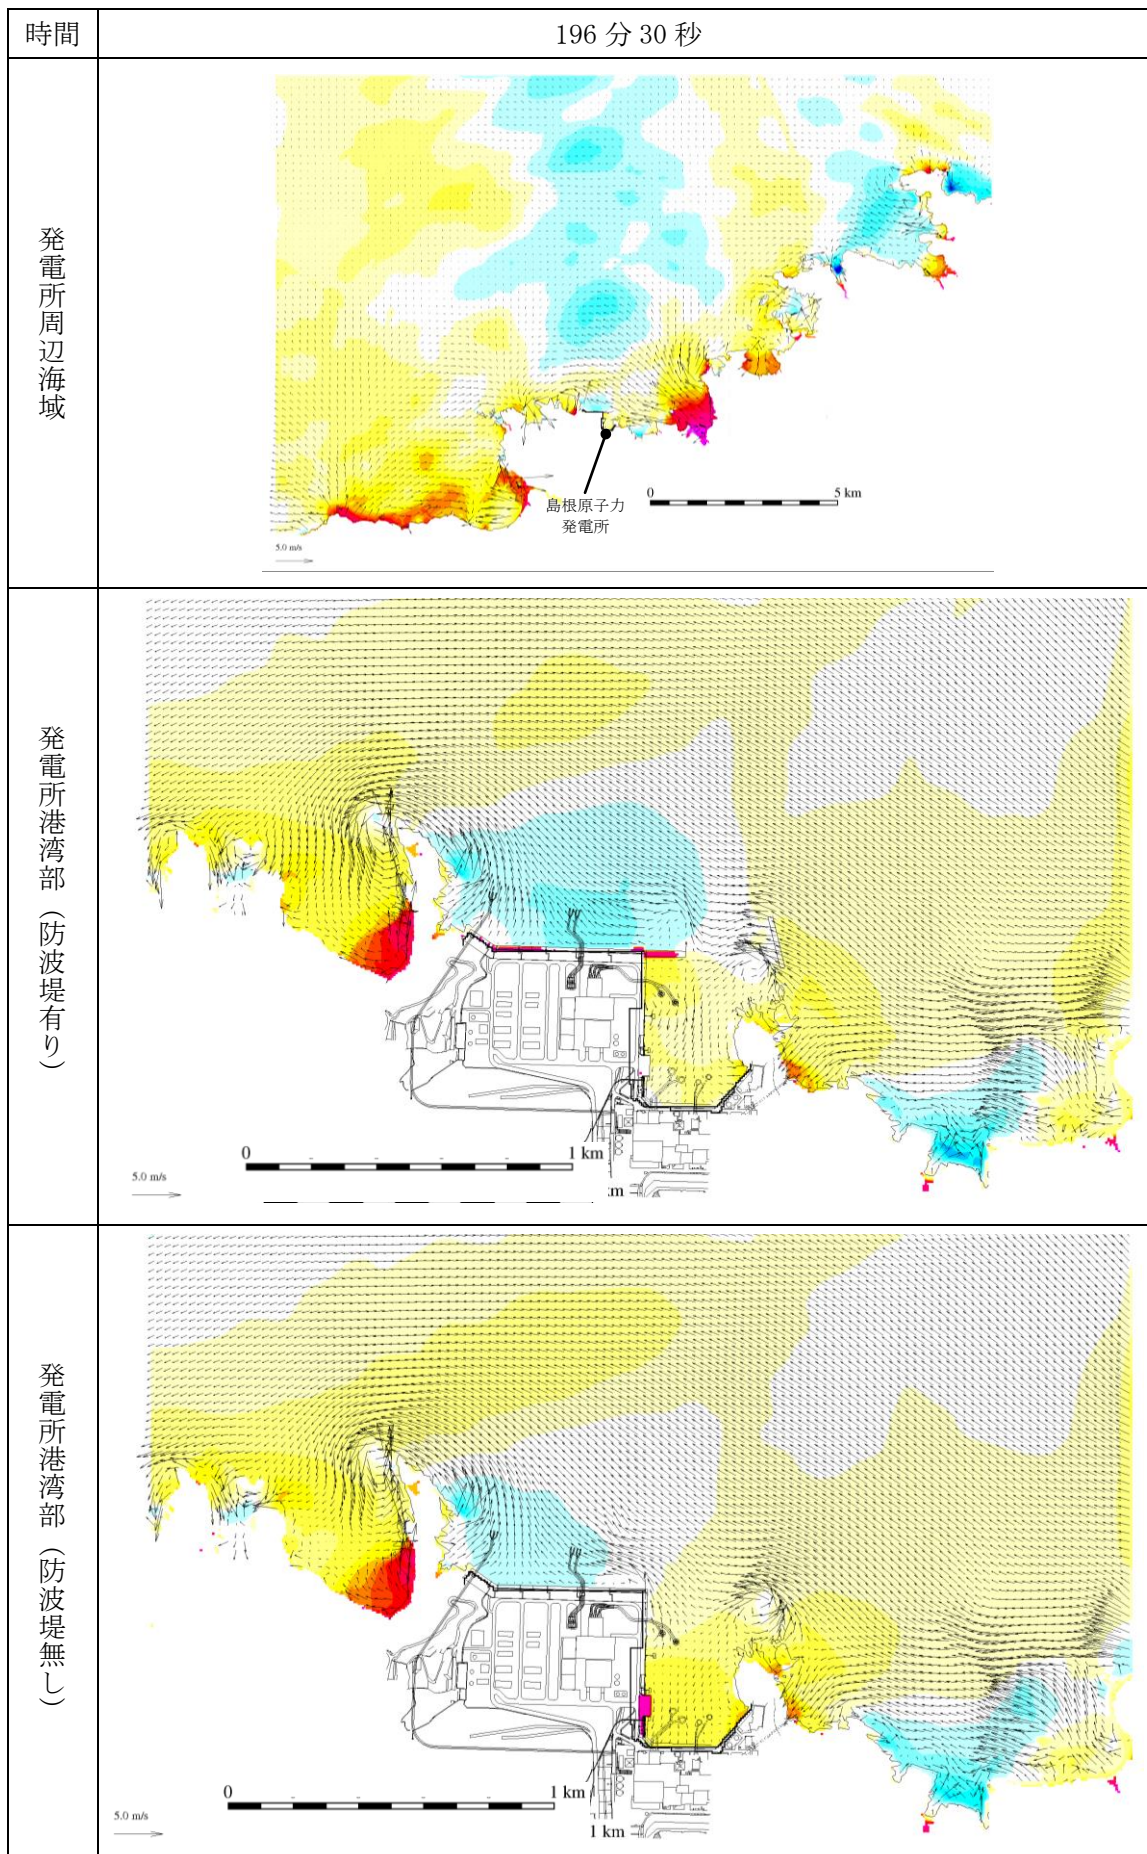 時間
196 分 30 秒
発電所周辺海域
島根原子力
発電所
0
5 km
5.0 m/s
発電所港湾部（防波堤有り）
0
1 km
5.0 m/s
km
発電所港湾部（防波堤無し）
0
1 km
5.0 m/s
1 km